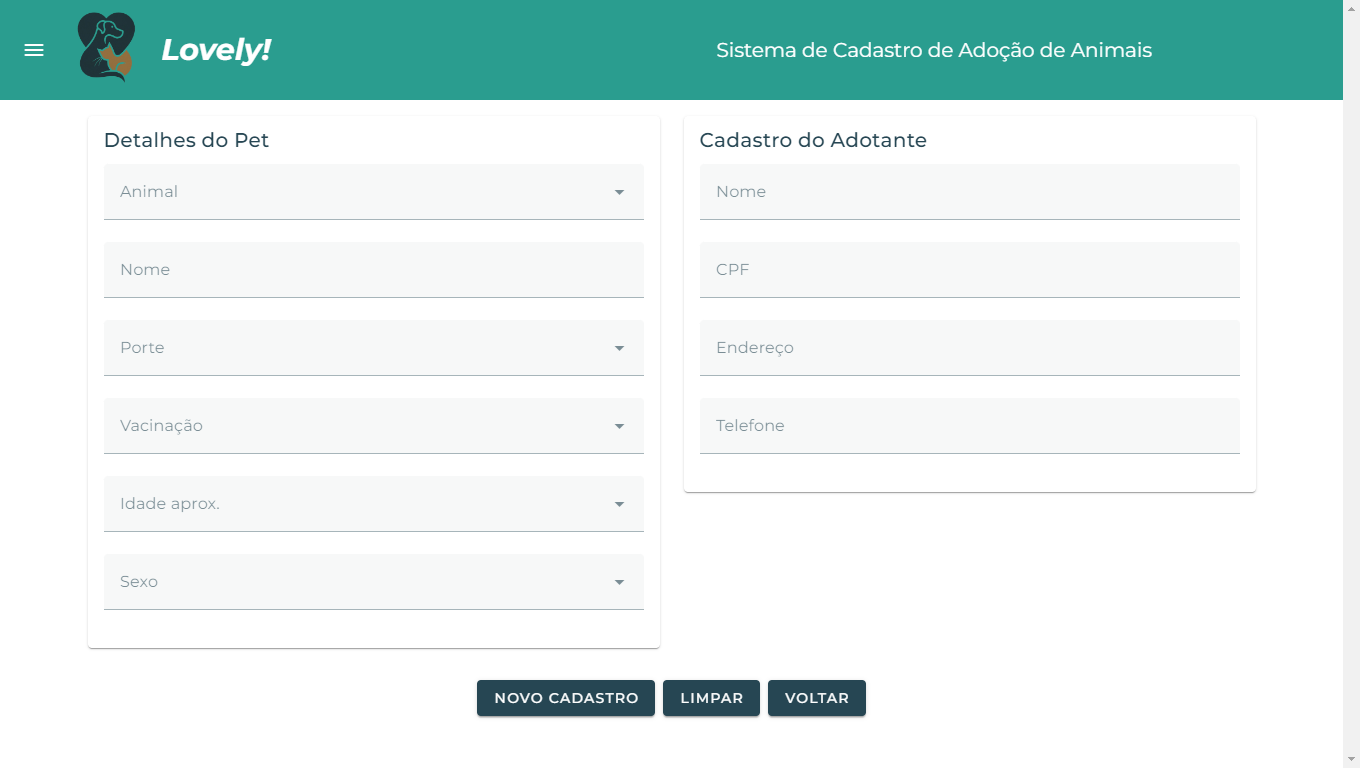 Lovely!
Sistema de Cadastro de Adoção de Animais
Detalhes do Pet
Animal
Nome
Porte
Vacinação
Idade aprox.
Sexo
Cadastro do Adotante
Nome
CPF
Endereço
Telefone
NOVO CADASTRO
LIMPAR
VOLTAR